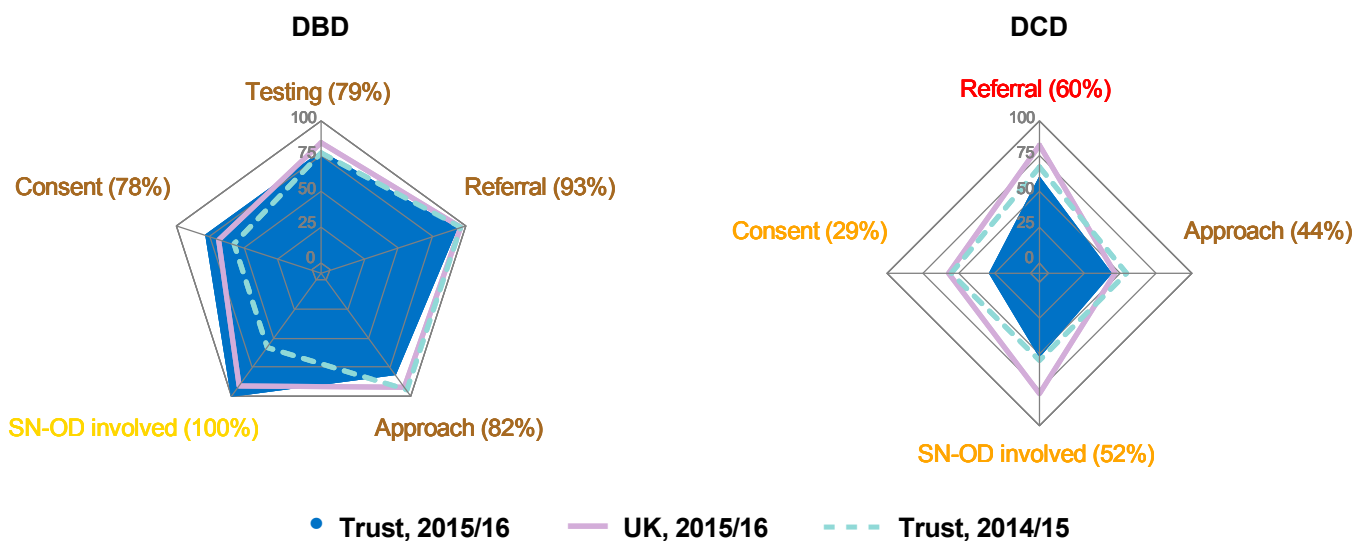 DBD
Testing (79%)
100
75
50
25
0
Consent (78%)
Referral (93%)
SN-OD involved (100%)
Approach (82%)
DCD
Referral (60%)
100
75
50
25
0
Consent (29%)
Approach (44%)
SN-OD involved (52%)
Trust, 2015/16
UK, 2015/16
Trust, 2014/15